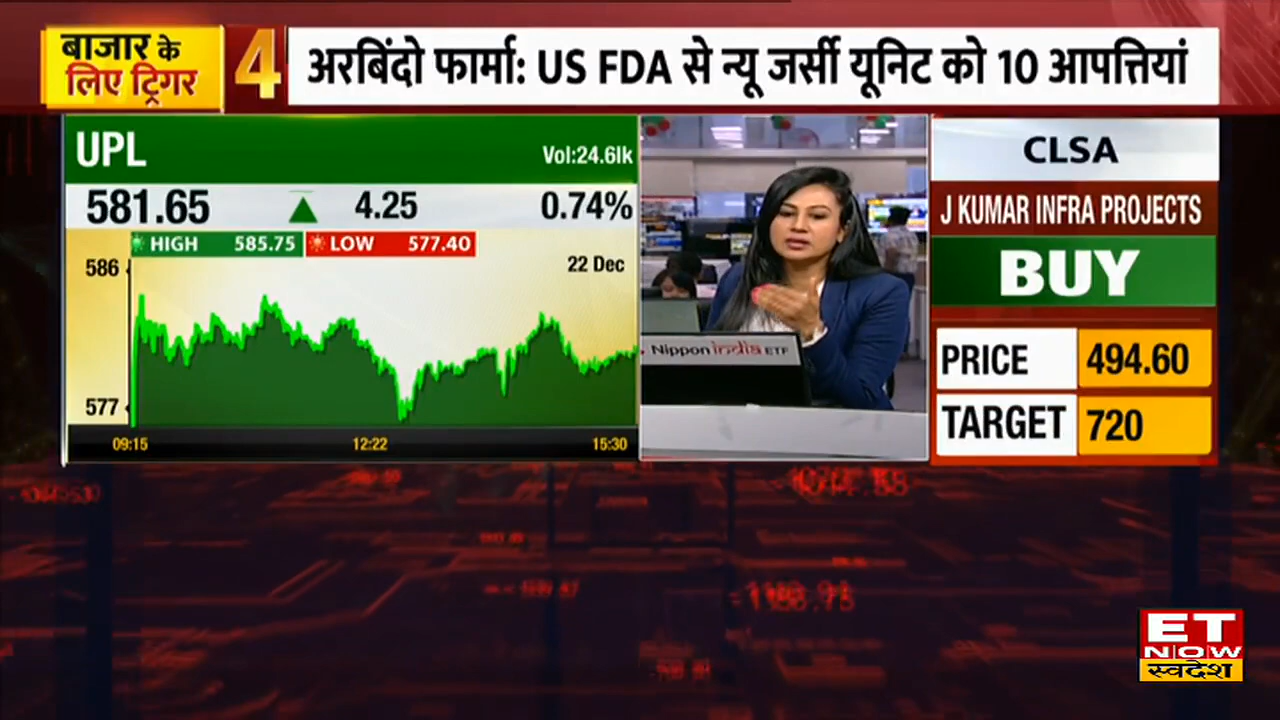 बाजार के
लिए ट्रिगर
4
अरबिंदो फार्मा: US FDA से न्यू जर्सी यूनिट को 10 आपत्तियां
UPL
Vol:24.6lk
581.65 4.25 0.74%
HIGH 585.75 LOW 577.40
22 Dec
586
577
09:15 12:22 15:30
Nippon india ETF
CLSA
J KUMAR INFRA PROJECTS
BUY
PRICE 494.60
TARGET 720
ET
NOW
स्वदेश